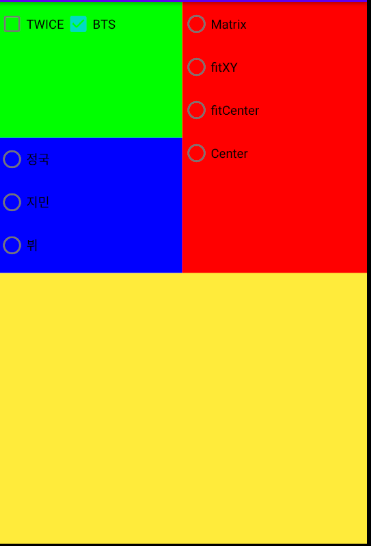 TWICE BTS
정국
지민
뷔
Matrix
fitXY
fitCenter
Center